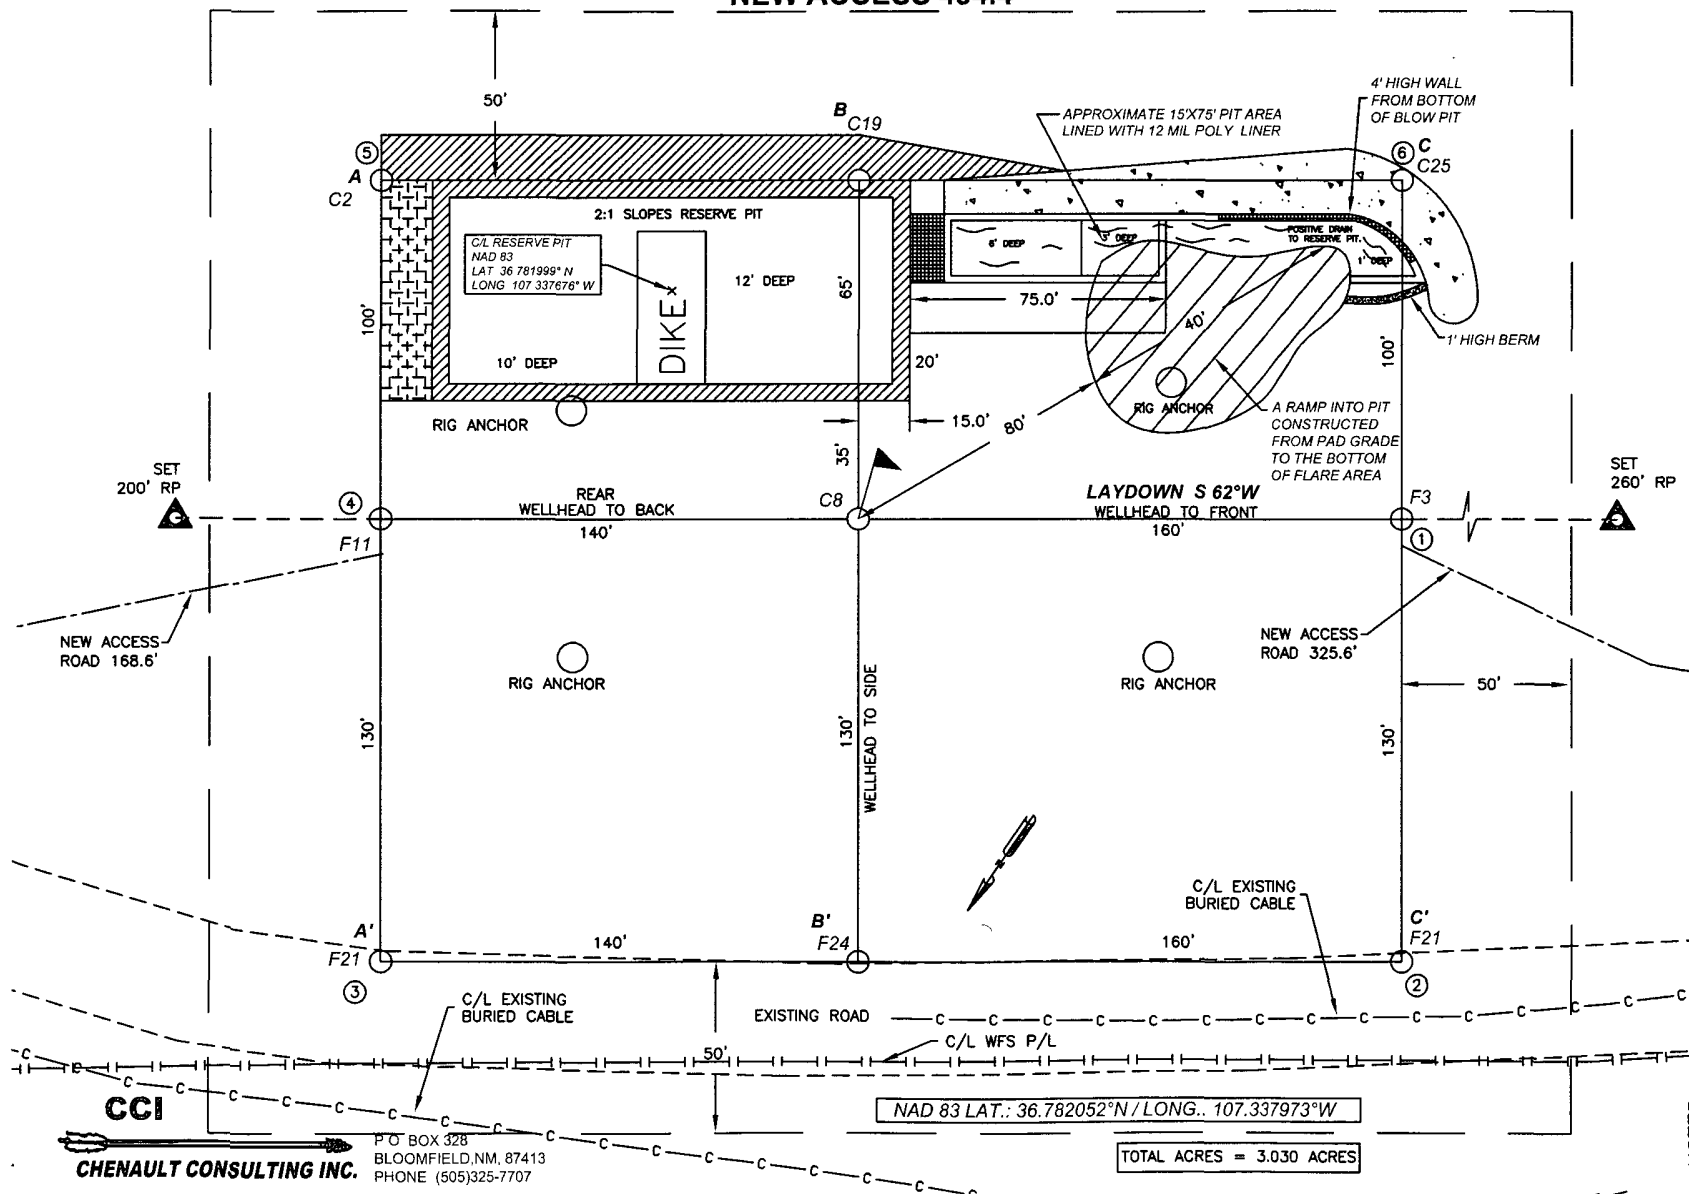 50'
B
C19
APPROXIMATE 15'X75' PIT AREA
LINED WITH 12 MIL POLY LINER
4' HIGH WALL
FROM BOTTOM
OF BLOW PIT
5
A
C2
6 C
C25
2:1 SLOPES RESERVE PIT
C/L RESERVE PIT
NAD 83
LAT 36 781999° N
LONG 107 337676° W
12' DEEP
DIKE
10' DEEP
6' DEEP
5' DEEP
POSITIVE DRAIN
TO RESERVE PIT.
1' DEEP
65'
100'
75.0'
40'
100'
1' HIGH BERM
20'
RIG ANCHOR
RIG ANCHOR
15.0'
80'
35'
A RAMP INTO PIT
CONSTRUCTED
FROM PAD GRADE
TO THE BOTTOM
OF FLARE AREA
SET
200' RP
4
F11
REAR
WELLHEAD TO BACK
140'
C8
LAYDOWN S 62°W
WELLHEAD TO FRONT
160'
F3
1
SET
260' RP
NEW ACCESS
ROAD 168.6'
NEW ACCESS
ROAD 325.6'
RIG ANCHOR
RIG ANCHOR
50'
130'
130'
WELLHEAD TO SIDE
130'
C/L EXISTING
BURIED CABLE
A'
F21
3
140'
B'
F24
160'
C'
F21
2
C/L EXISTING
BURIED CABLE
EXISTING ROAD
C C C C C C C C C C C C C C C
C/L WFS P/L
50'
C C C C C C C C C C C C C C C C C C C
CCI
CHENAULT CONSULTING INC.
P O BOX 328
BLOOMFIELD,NM, 87413
PHONE (505)325-7707
NAD 83 LAT.: 36.782052°N / LONG.. 107.337973°W
TOTAL ACRES = 3.030 ACRES